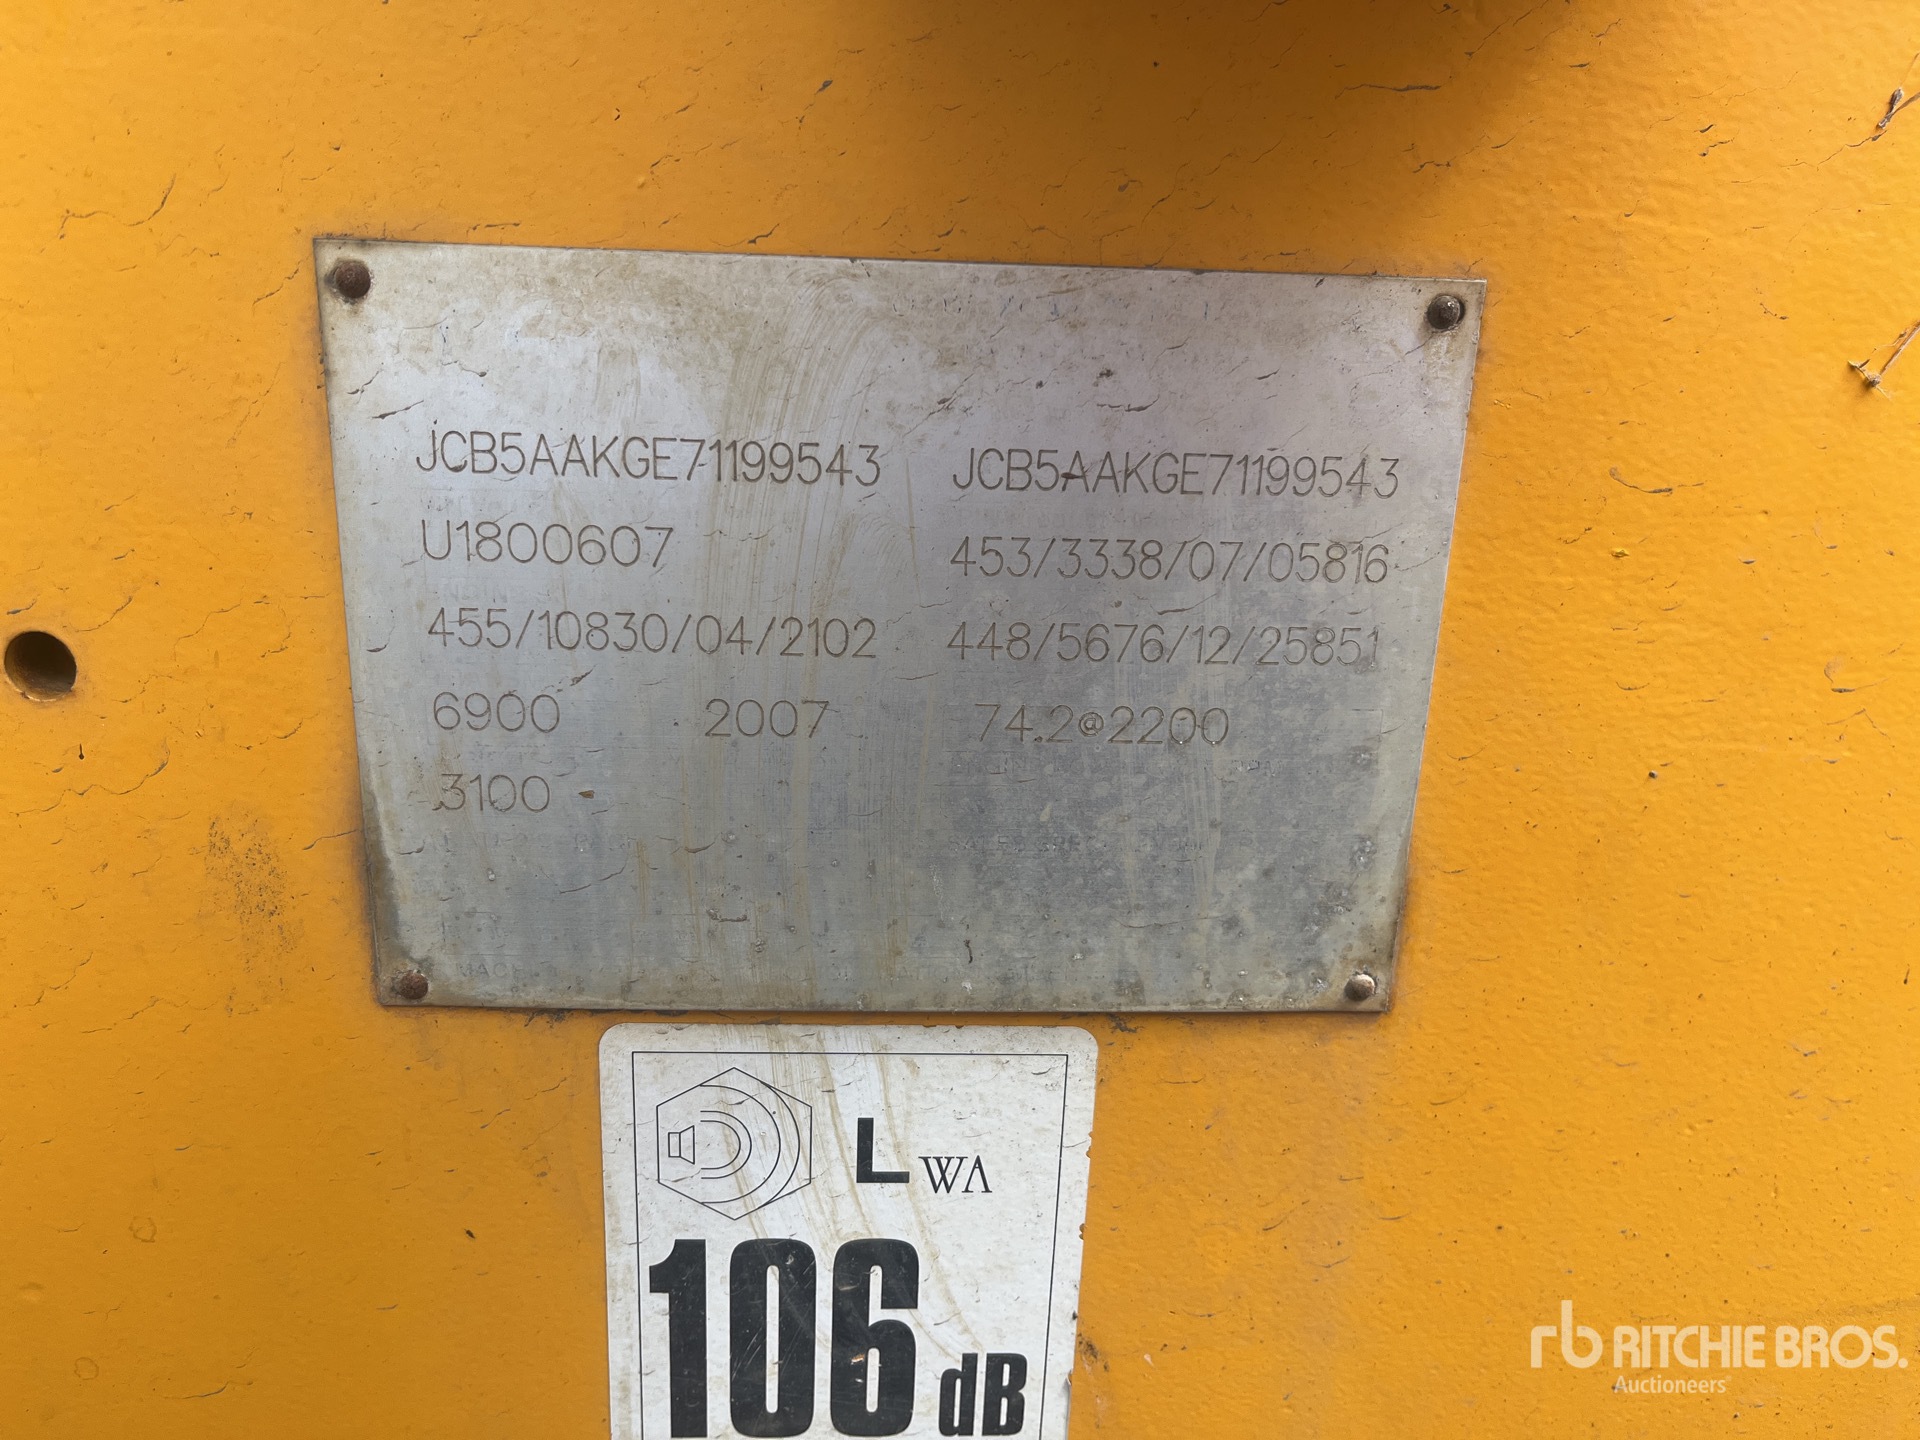 JCB5AAKGE71199543 JCB5AAKGE71199543
U1800607 453/3338/07/05816
455/10830/04/2102 448/5676/12/25851
6900 2007 74.2@2200
3100
LWA
106 dB
rb RITCHIE BROS.
Auctioneers